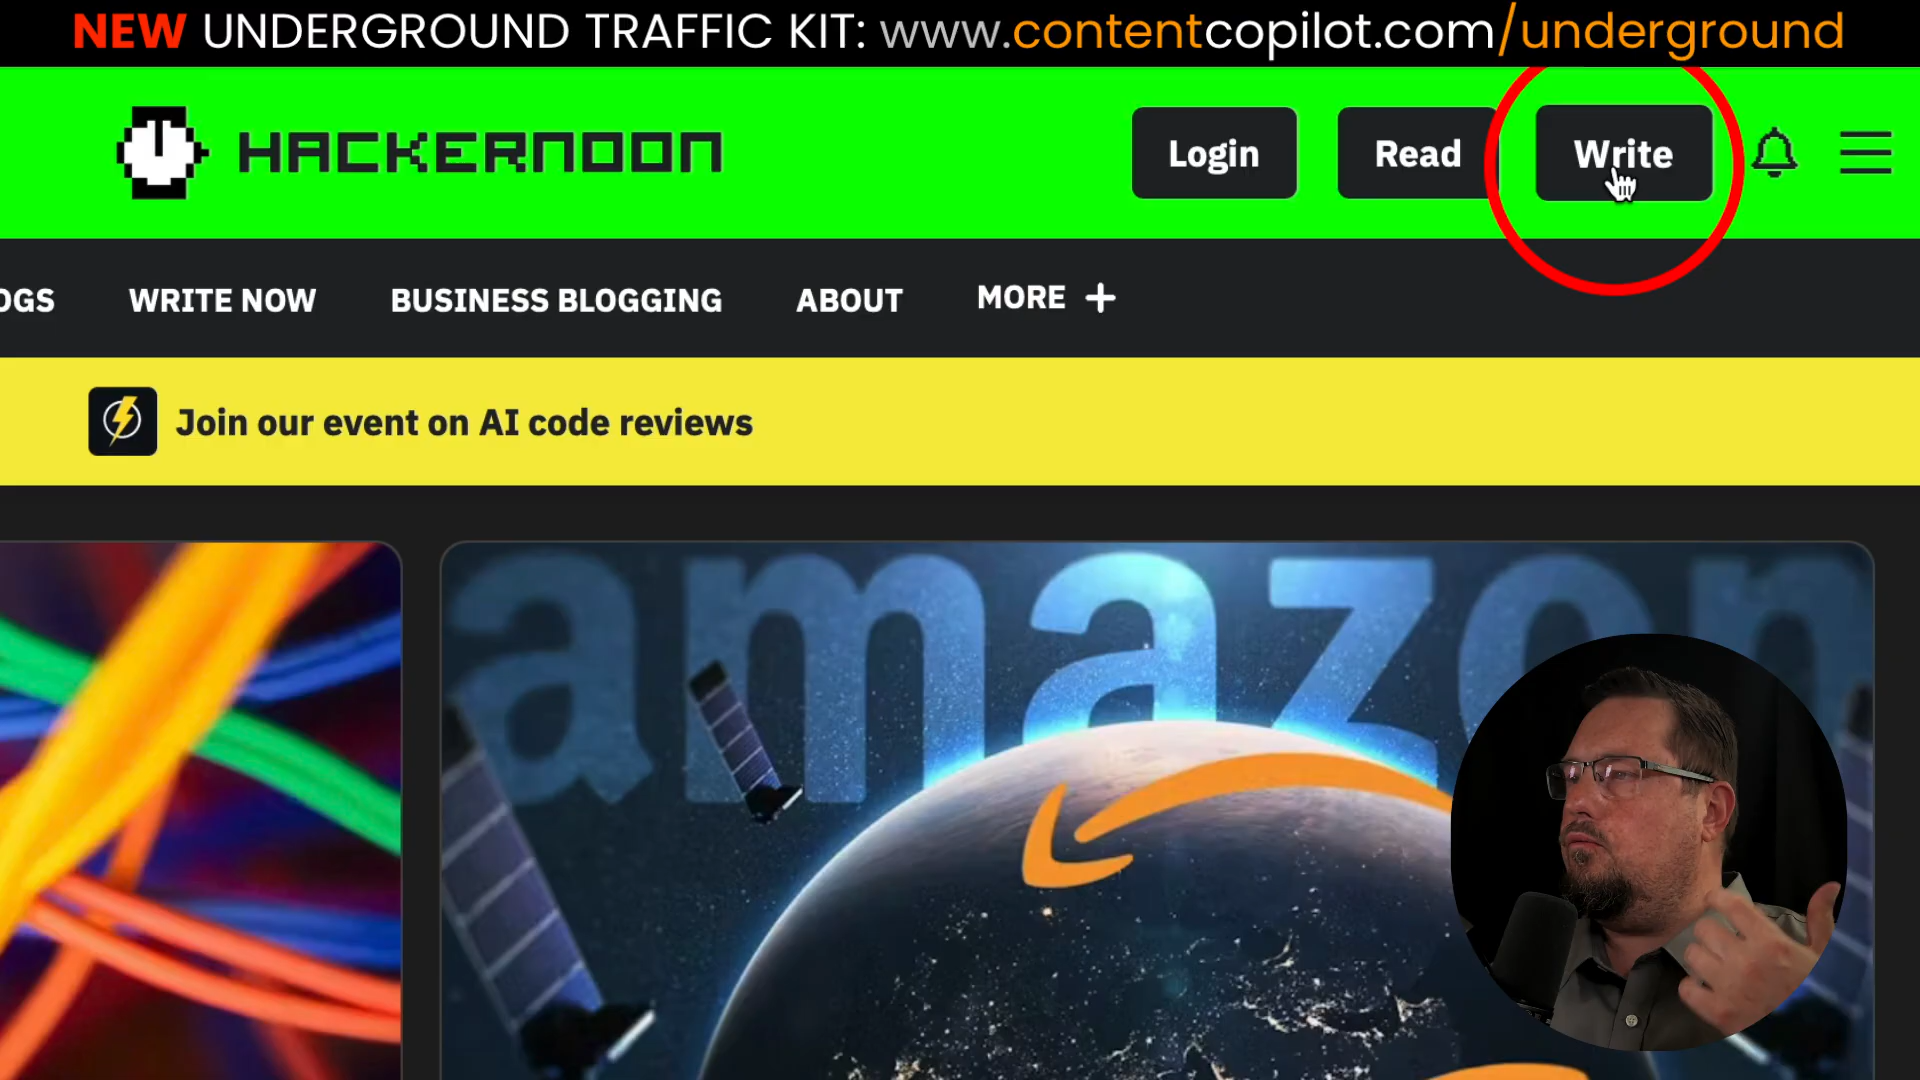 NEW UNDERGROUND TRAFFIC KIT: www.contentcopilot.com/underground
HACKERNOON
Login
Read
Write
OGS
WRITE NOW
BUSINESS BLOGGING
ABOUT
MORE +
Join our event on AI code reviews
amazon